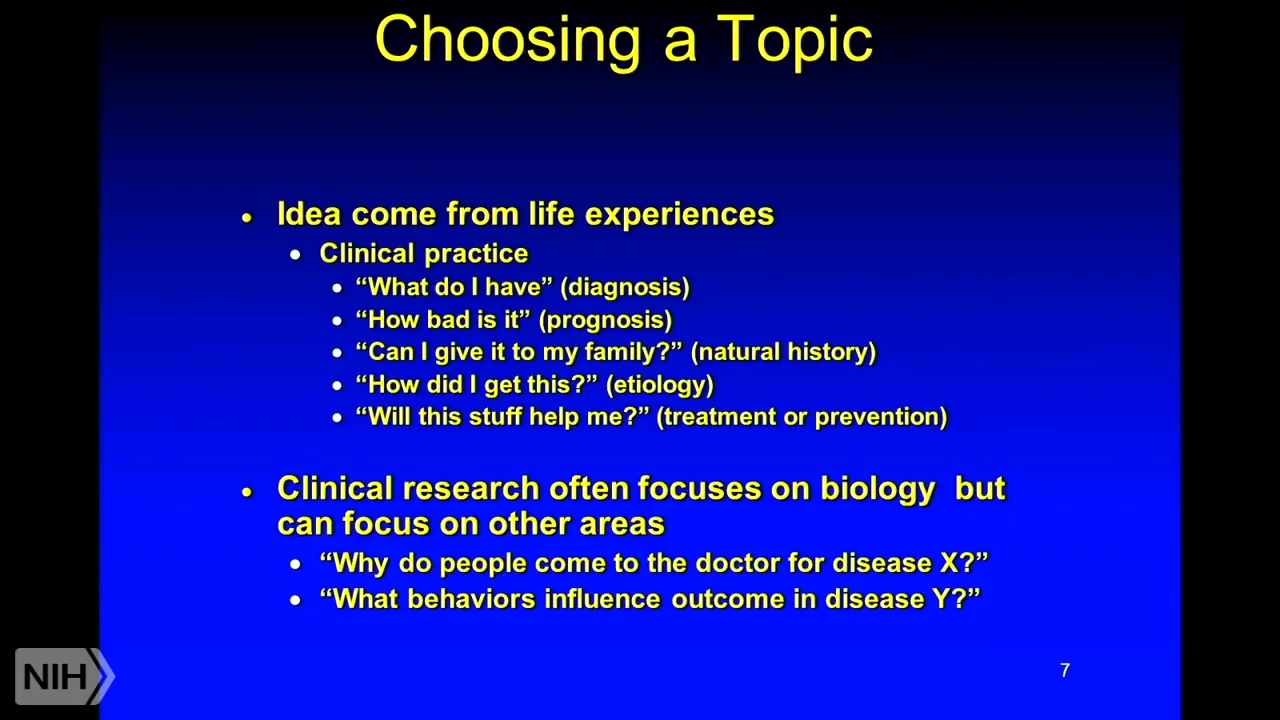 Choosing a Topic
• Idea come from life experiences
• Clinical practice
• “What do I have” (diagnosis)
• “How bad is it” (prognosis)
• “Can I give it to my family?” (natural history)
• “How did I get this?” (etiology)
• “Will this stuff help me?” (treatment or prevention)
• Clinical research often focuses on biology  but
can focus on other areas
• “Why do people come to the doctor for disease X?”
• “What behaviors influence outcome in disease Y?”
NIH
7